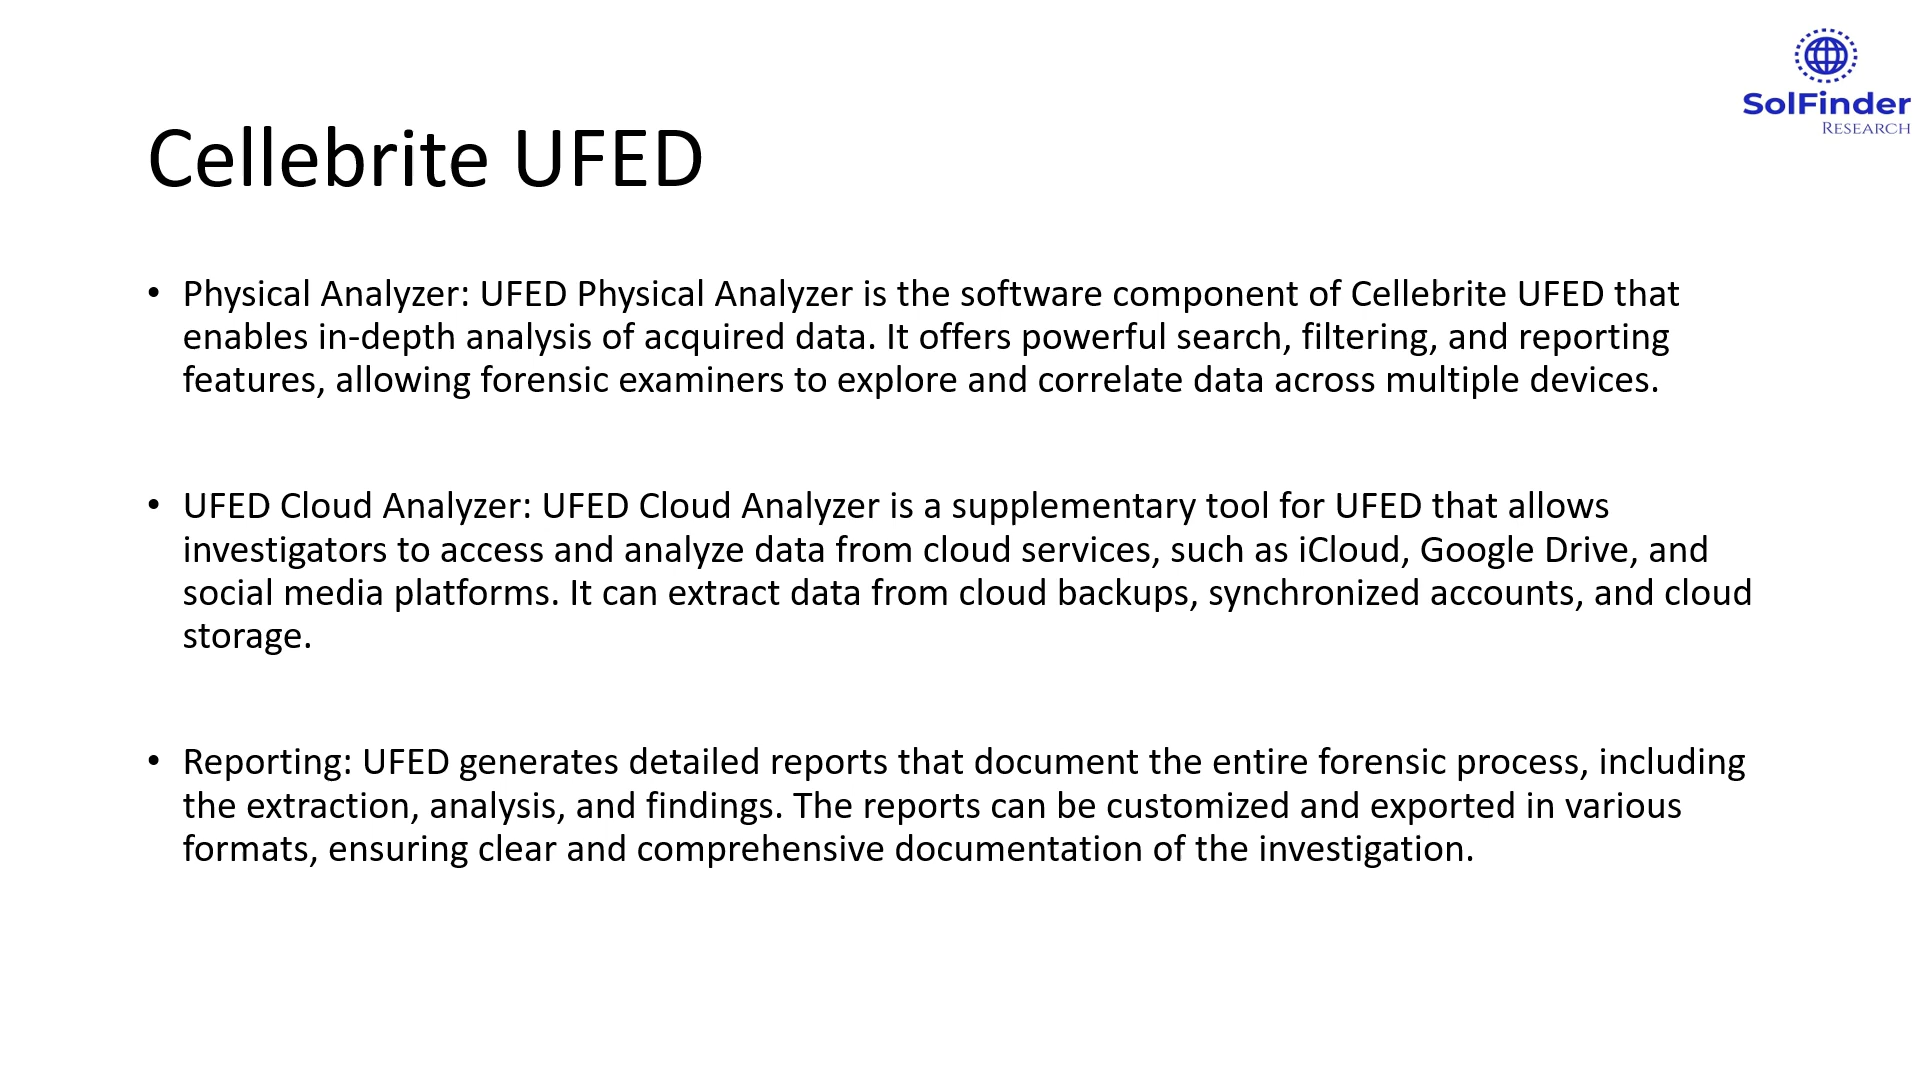 SolFinder
RESEARCH
Cellebrite UFED
• Physical Analyzer: UFED Physical Analyzer is the software component of Cellebrite UFED that
enables in-depth analysis of acquired data. It offers powerful search, filtering, and reporting
features, allowing forensic examiners to explore and correlate data across multiple devices.
• UFED Cloud Analyzer: UFED Cloud Analyzer is a supplementary tool for UFED that allows
investigators to access and analyze data from cloud services, such as iCloud, Google Drive, and
social media platforms. It can extract data from cloud backups, synchronized accounts, and cloud
storage.
• Reporting: UFED generates detailed reports that document the entire forensic process, including
the extraction, analysis, and findings. The reports can be customized and exported in various
formats, ensuring clear and comprehensive documentation of the investigation.